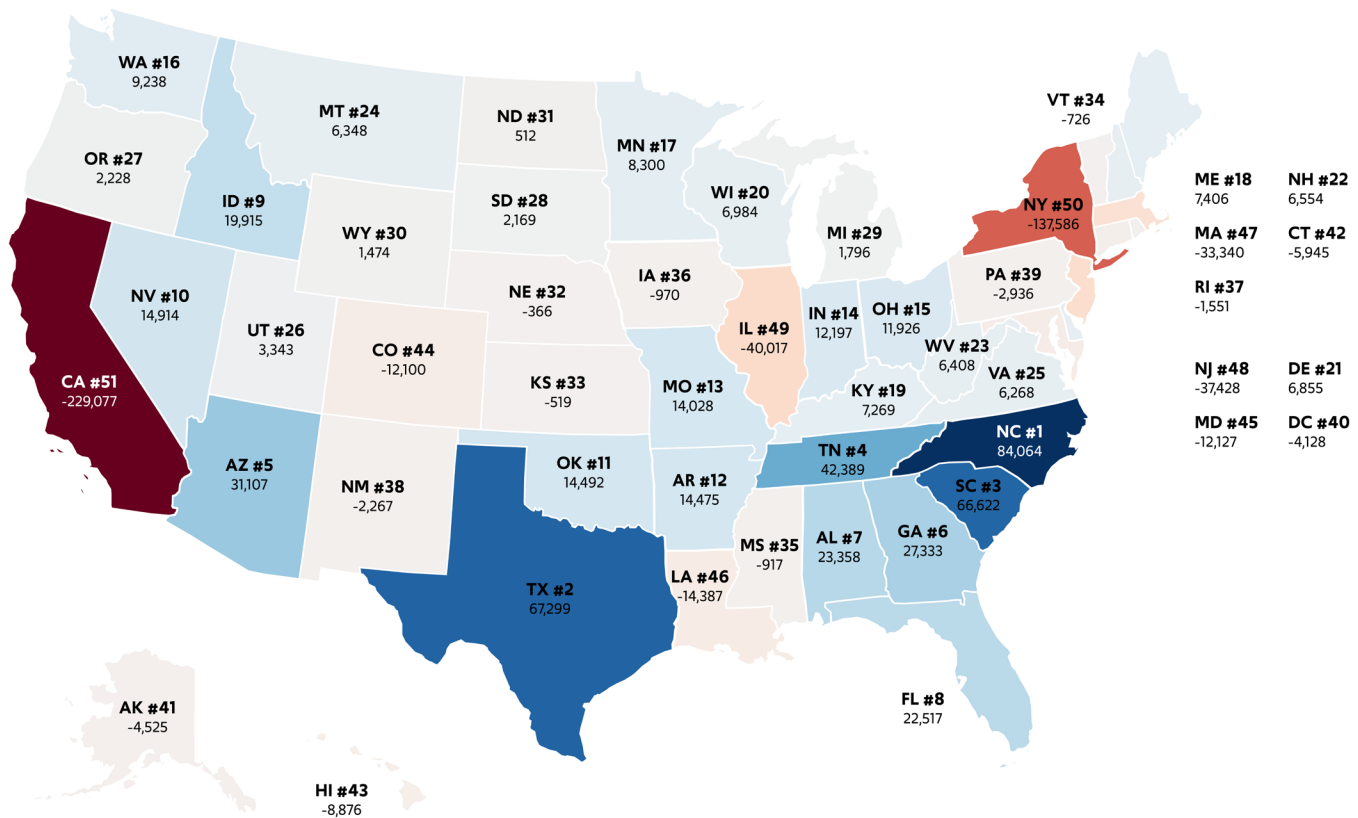 WA #16
9,238
MT #24
6,348
ND #31
512
MN #17
8,300
VT #34
-726
OR #27
2,228
ID #9
19,915
SD #28
2,169
WI #20
6,984
NY #50
-137,586
ME #18
7,406
NH #22
6,554
WY #30
1,474
MI #29
1,796
MA #47
-33,340
CT #42
-5,945
IA #36
-970
PA #39
-2,936
RI #37
-1,551
NV #10
14,914
NE #32
-366
UT #26
3,343
IL #49
-40,017
IN #14
12,197
OH #15
11,926
CO #44
-12,100
WV #23
6,408
CA #51
-229,077
KS #33
-519
MO #13
14,028
KY #19
7,269
VA #25
6,268
NJ #48
-37,428
DE #21
6,855
MD #45
-12,127
DC #40
-4,128
NC #1
84,064
AZ #5
31,107
NM #38
-2,267
OK #11
14,492
AR #12
14,475
TN #4
42,389
SC #3
66,622
MS #35
-917
AL #7
23,358
GA #6
27,333
TX #2
67,299
LA #46
-14,387
FL #8
22,517
AK #41
-4,525
HI #43
-8,876